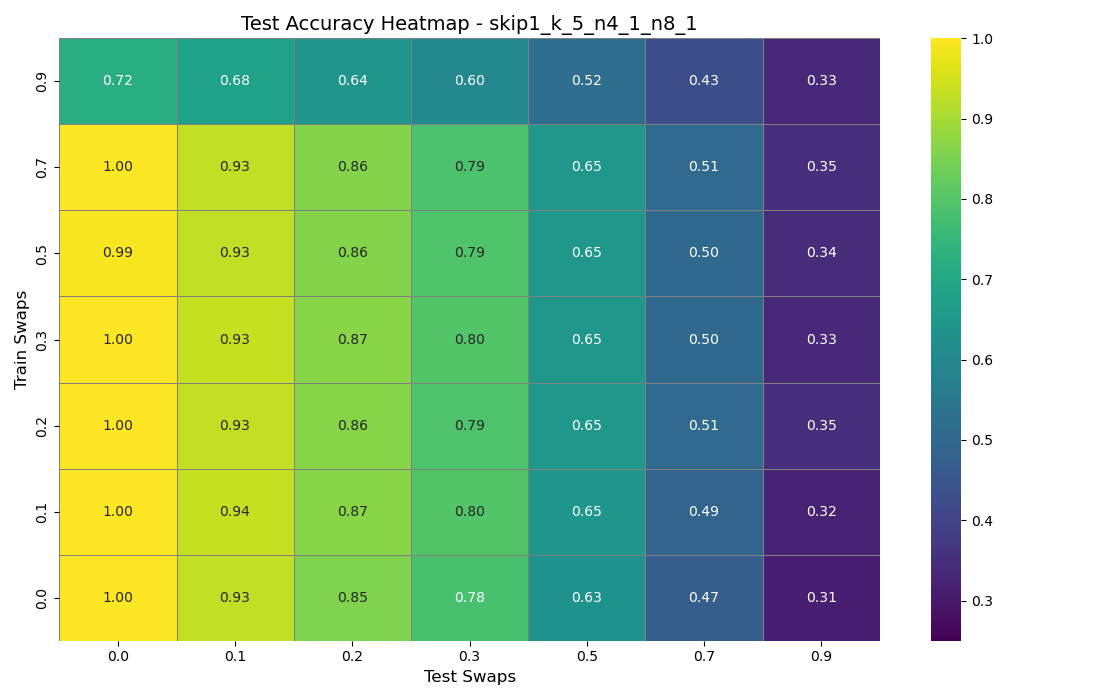 Test Accuracy Heatmap - skip1_k_5_n4_1_n8_1
Train Swaps
0.9 0.72 0.68 0.64 0.60 0.52 0.43 0.33
0.7 1.00 0.93 0.86 0.79 0.65 0.51 0.35
0.5 0.99 0.93 0.86 0.79 0.65 0.50 0.34
0.3 1.00 0.93 0.87 0.80 0.65 0.50 0.33
0.2 1.00 0.93 0.86 0.79 0.65 0.51 0.35
0.1 1.00 0.94 0.87 0.80 0.65 0.49 0.32
0.0 1.00 0.93 0.85 0.78 0.63 0.47 0.31
0.0 0.1 0.2 0.3 0.5 0.7 0.9
Test Swaps
1.0
0.9
0.8
0.7
0.6
0.5
0.4
0.3